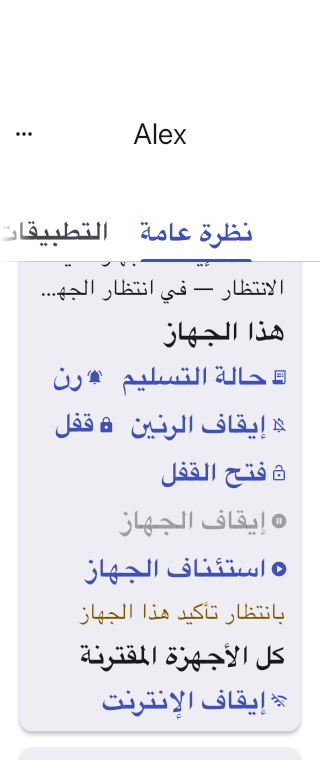 Alex
نظرة عامة التطبيقات
الانتظار — في انتظار الجه...
هذا الجهاز
حالة التسليم رن
إيقاف الرنين قفل
فتح القفل
إيقاف الجهاز
استئناف الجهاز
بانتظار تأكيد هذا الجهاز
كل الأجهزة المقترنة
إيقاف الإنترنت